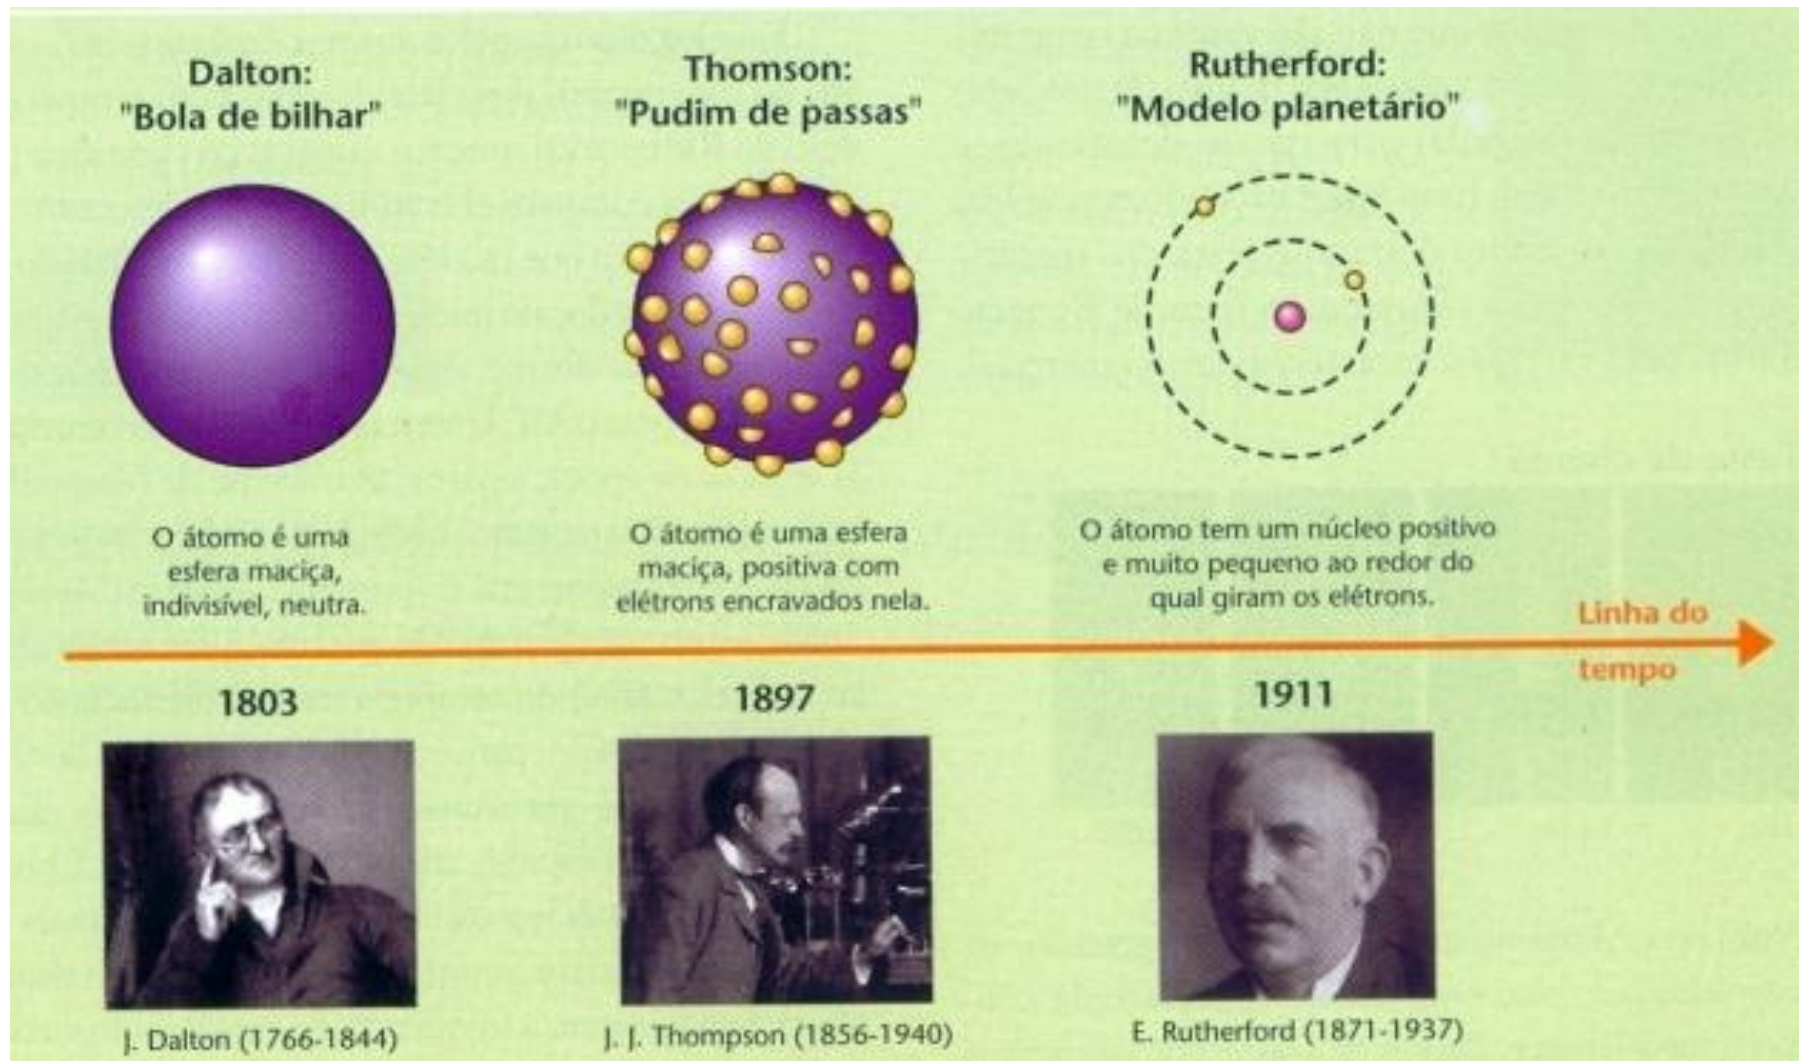 Dalton:
"Bola de bilhar"
Thomson:
"Pudim de passas"
Rutherford:
"Modelo planetário"
O átomo é uma
esfera maciça,
indivisível, neutra.
O átomo é uma esfera
maciça, positiva com
elétrons encravados nela.
O átomo tem um núcleo positivo
e muito pequeno ao redor do
qual giram os elétrons.
Linha do
tempo
1803
1897
1911
J. Dalton (1766-1844)
J. J. Thompson (1856-1940)
E. Rutherford (1871-1937)